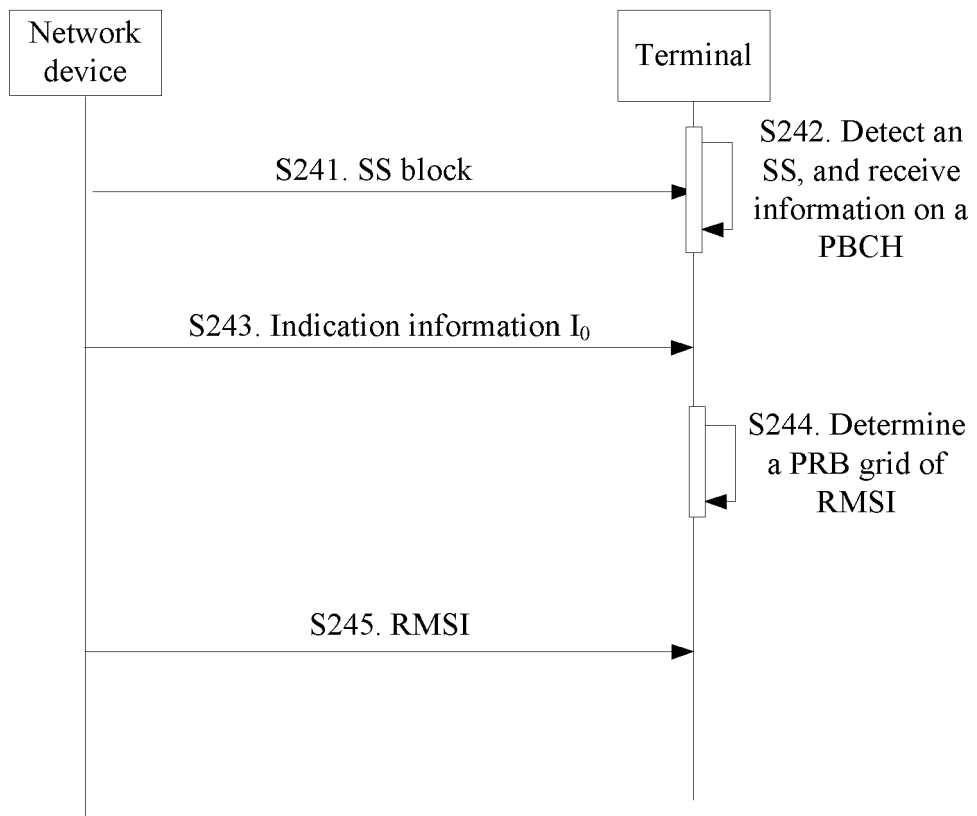 Network
device
Terminal
S241. SS block
S242. Detect an
SS, and receive
information on a
PBCH
S243. Indication information I₀
S244. Determine
a PRB grid of
RMSI
S245. RMSI